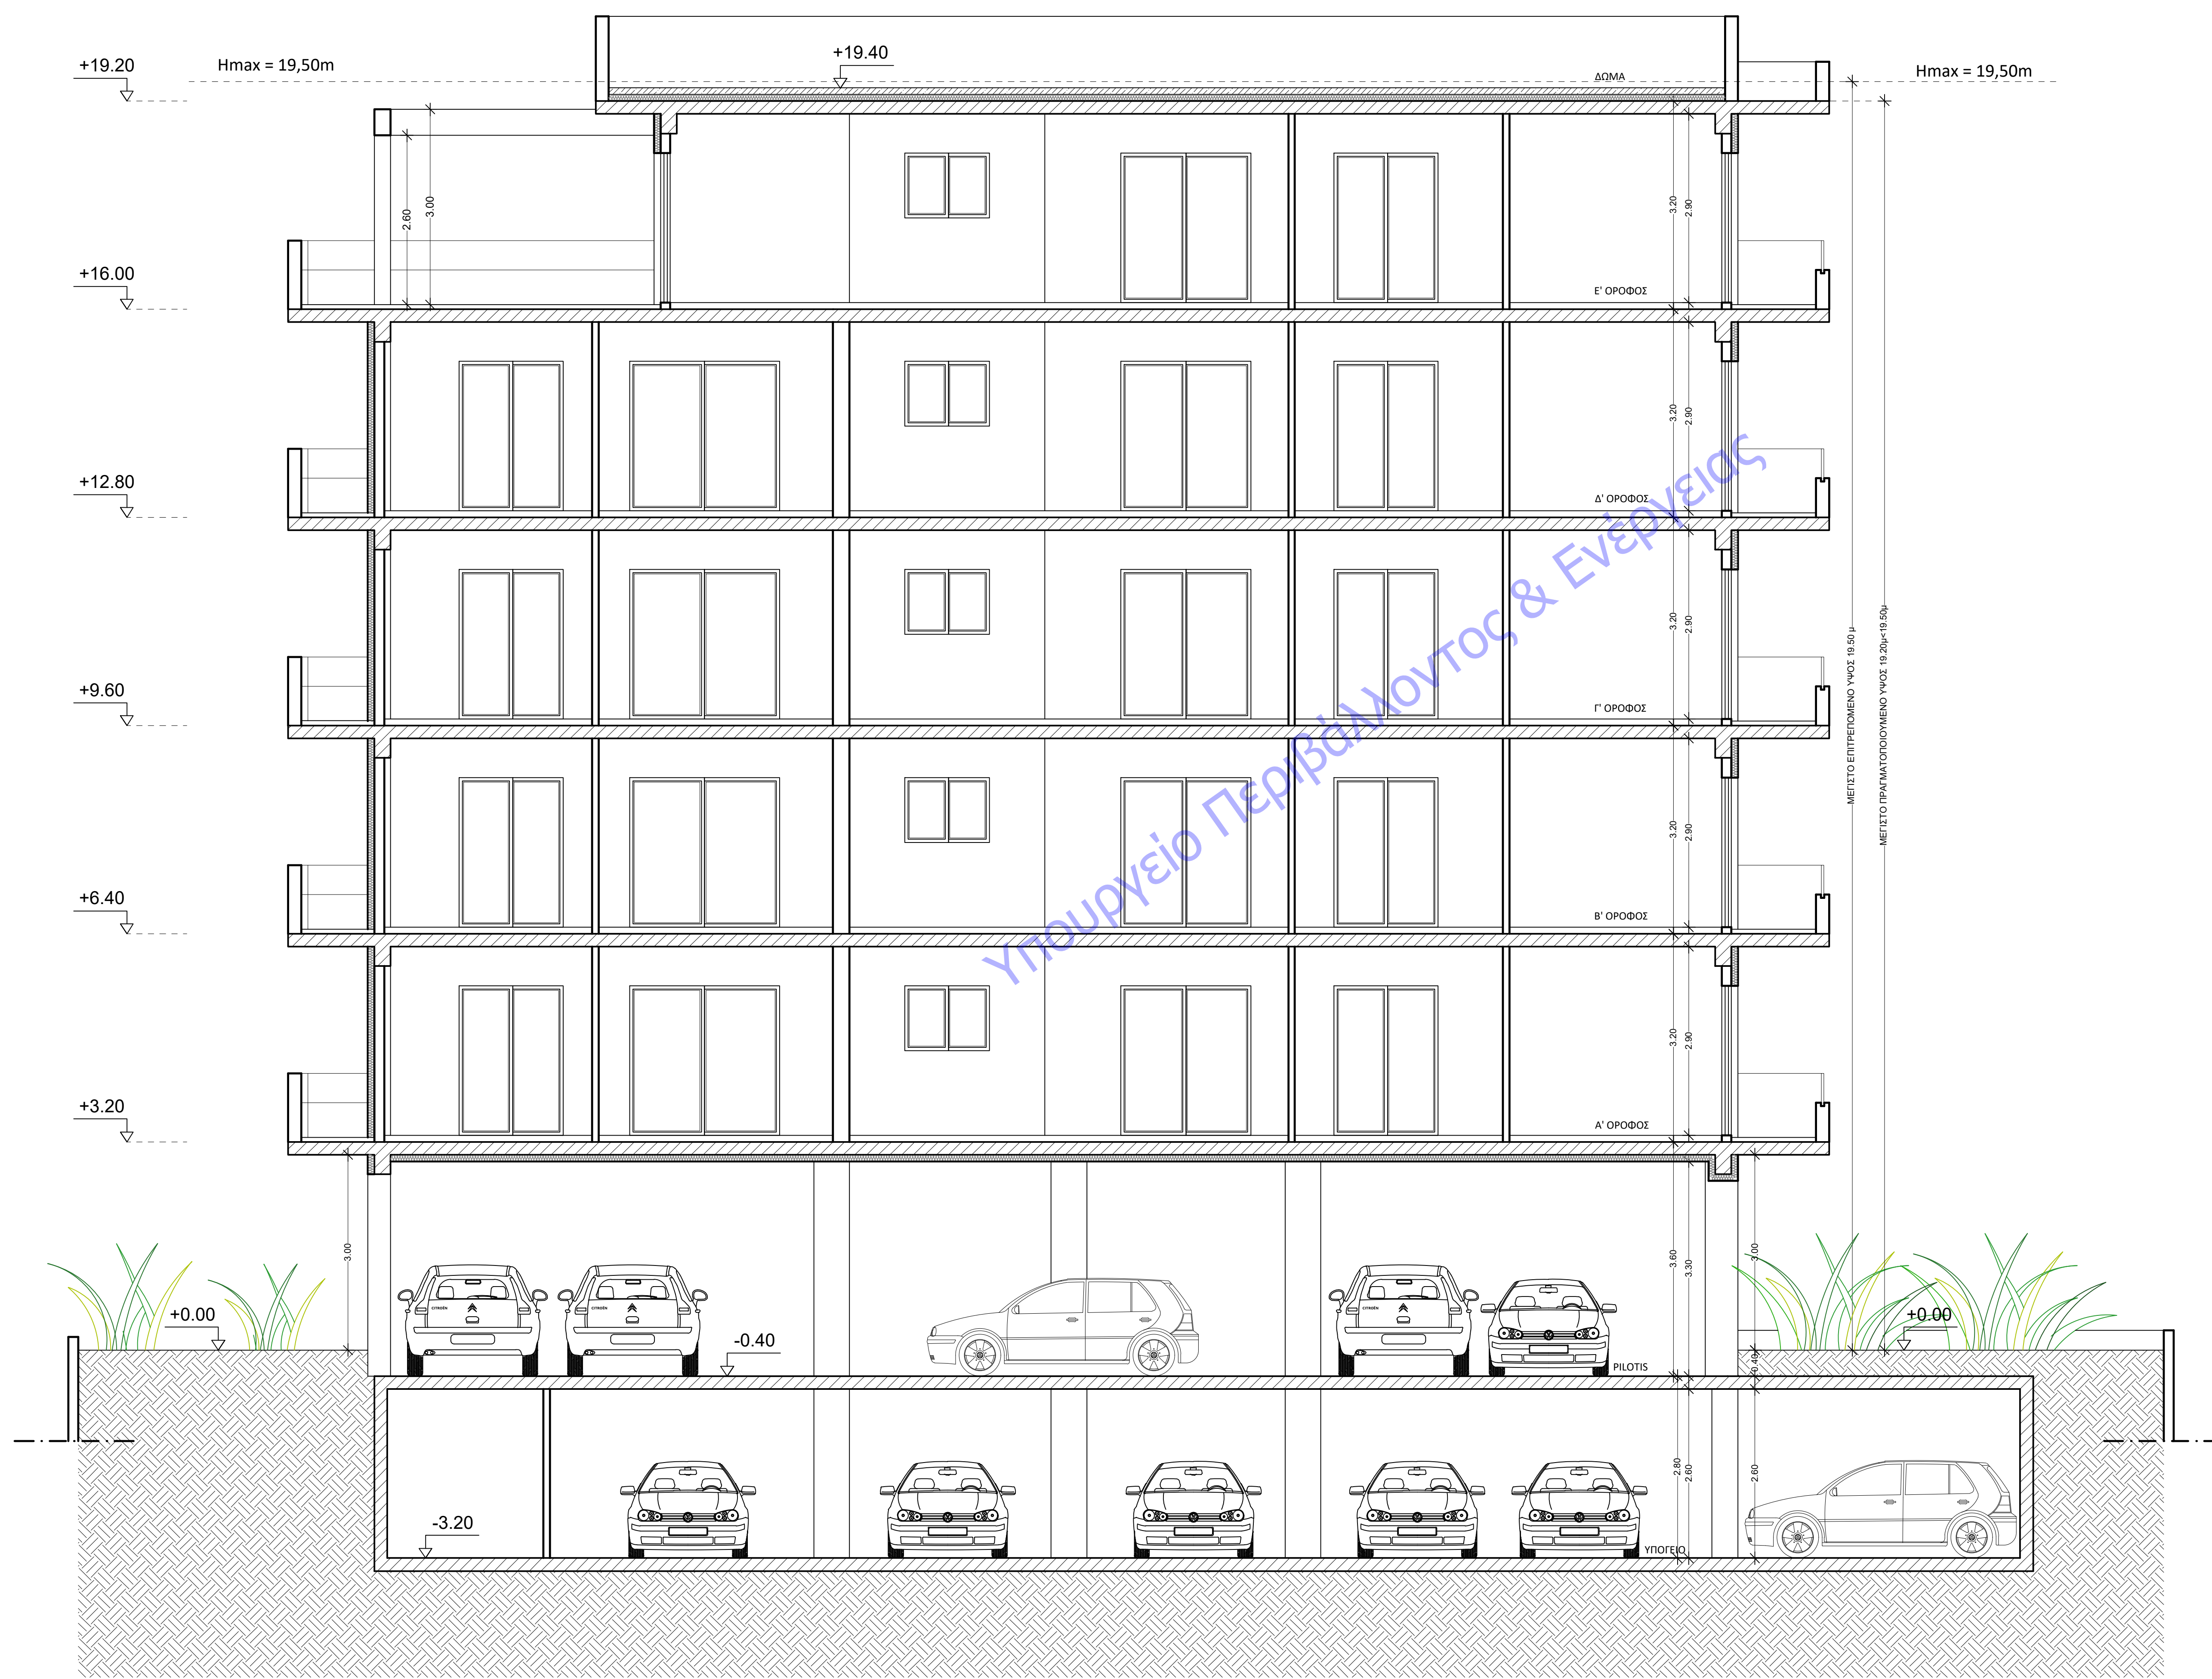 +19.40
+19.20
Hmax = 19,50m
ΔΩΜΑ
Hmax = 19,50m
2.60
3.00
3.20
2.90
+16.00
Ε' ΟΡΟΦΟΣ
3.20
2.90
+12.80
Δ' ΟΡΟΦΟΣ
3.20
2.90
+9.60
Γ' ΟΡΟΦΟΣ
3.20
2.90
+6.40
Β' ΟΡΟΦΟΣ
3.20
2.90
+3.20
Α' ΟΡΟΦΟΣ
ΜΕΓΙΣΤΟ ΕΠΙΤΡΕΠΟΜΕΝΟ ΥΨΟΣ 19.50 μ
ΜΕΓΙΣΤΟ ΠΡΑΓΜΑΤΟΠΟΙΟΥΜΕΝΟ ΥΨΟΣ 19.20μ<19.50μ
Υπουργείο Περιβάλλοντος & Ενέργειας
3.00
3.60
3.30
3.00
+0.00
CITROËN
CITROËN
CITROËN
+0.00
-0.40
PILOTIS
0.40
2.80
2.60
2.60
-3.20
ΥΠΟΓΕΙΟ